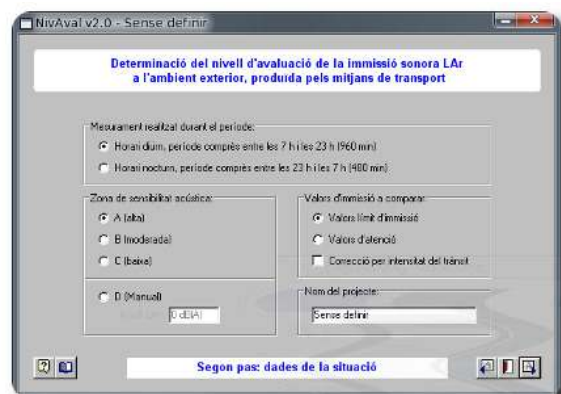 NivAval v2.0 - Sense definir
Determinació del nivell d'avaluació de la immissió sonora LAr
a l'ambient exterior, produïda pels mitjans de transport
Mesurament realitzat durant el període:
Horari diurn, període comprès entre les 7 h i les 23 h (960 min)
Horari nocturn, període comprès entre les 23 h i les 7 h (480 min)
Zona de sensibilitat acústica:
A (alta)
B (moderada)
C (baixa)
D (Manual)
0 dB(A)
Valors d'immissió a comparar
Valors límit d'immissió
Valors d'atenció
Correcció per intensitat del trànsit
Nom del projecte:
Sense definir
Segon pas: dades de la situació